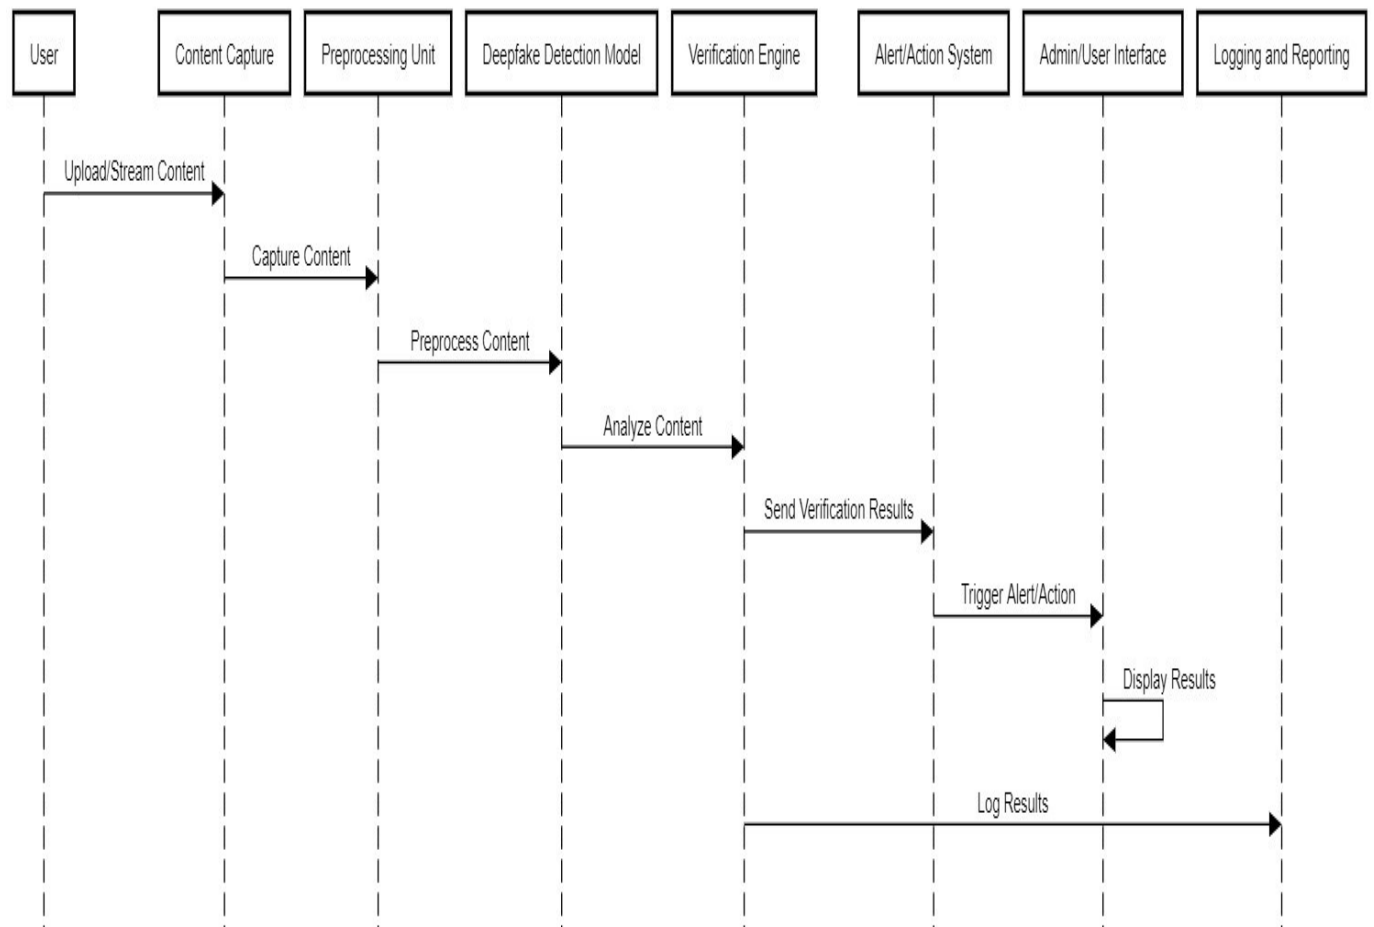 User
Content Capture
Preprocessing Unit
Deepfake Detection Model
Verification Engine
Alert/Action System
Admin/User Interface
Logging and Reporting
Upload/Stream Content
Capture Content
Preprocess Content
Analyze Content
Send Verification Results
Trigger Alert/Action
Display Results
Log Results